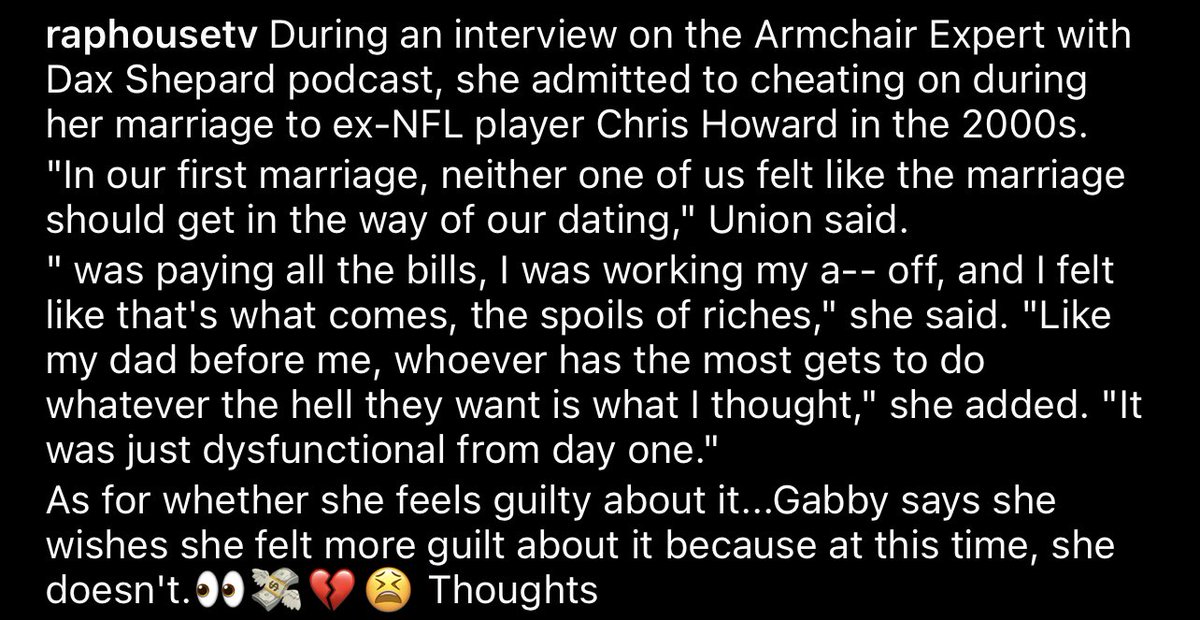 raphousetv During an interview on the Armchair Expert with
Dax Shepard podcast, she admitted to cheating on during
her marriage to ex-NFL player Chris Howard in the 2000s.
"In our first marriage, neither one of us felt like the marriage
should get in the way of our dating," Union said.
" was paying all the bills, I was working my a-- off, and I felt
like that's what comes, the spoils of riches," she said. "Like
my dad before me, whoever has the most gets to do
whatever the hell they want is what I thought," she added. "It
was just dysfunctional from day one."
As for whether she feels guilty about it...Gabby says she
wishes she felt more guilt about it because at this time, she
doesn't.👀💸💔😫 Thoughts